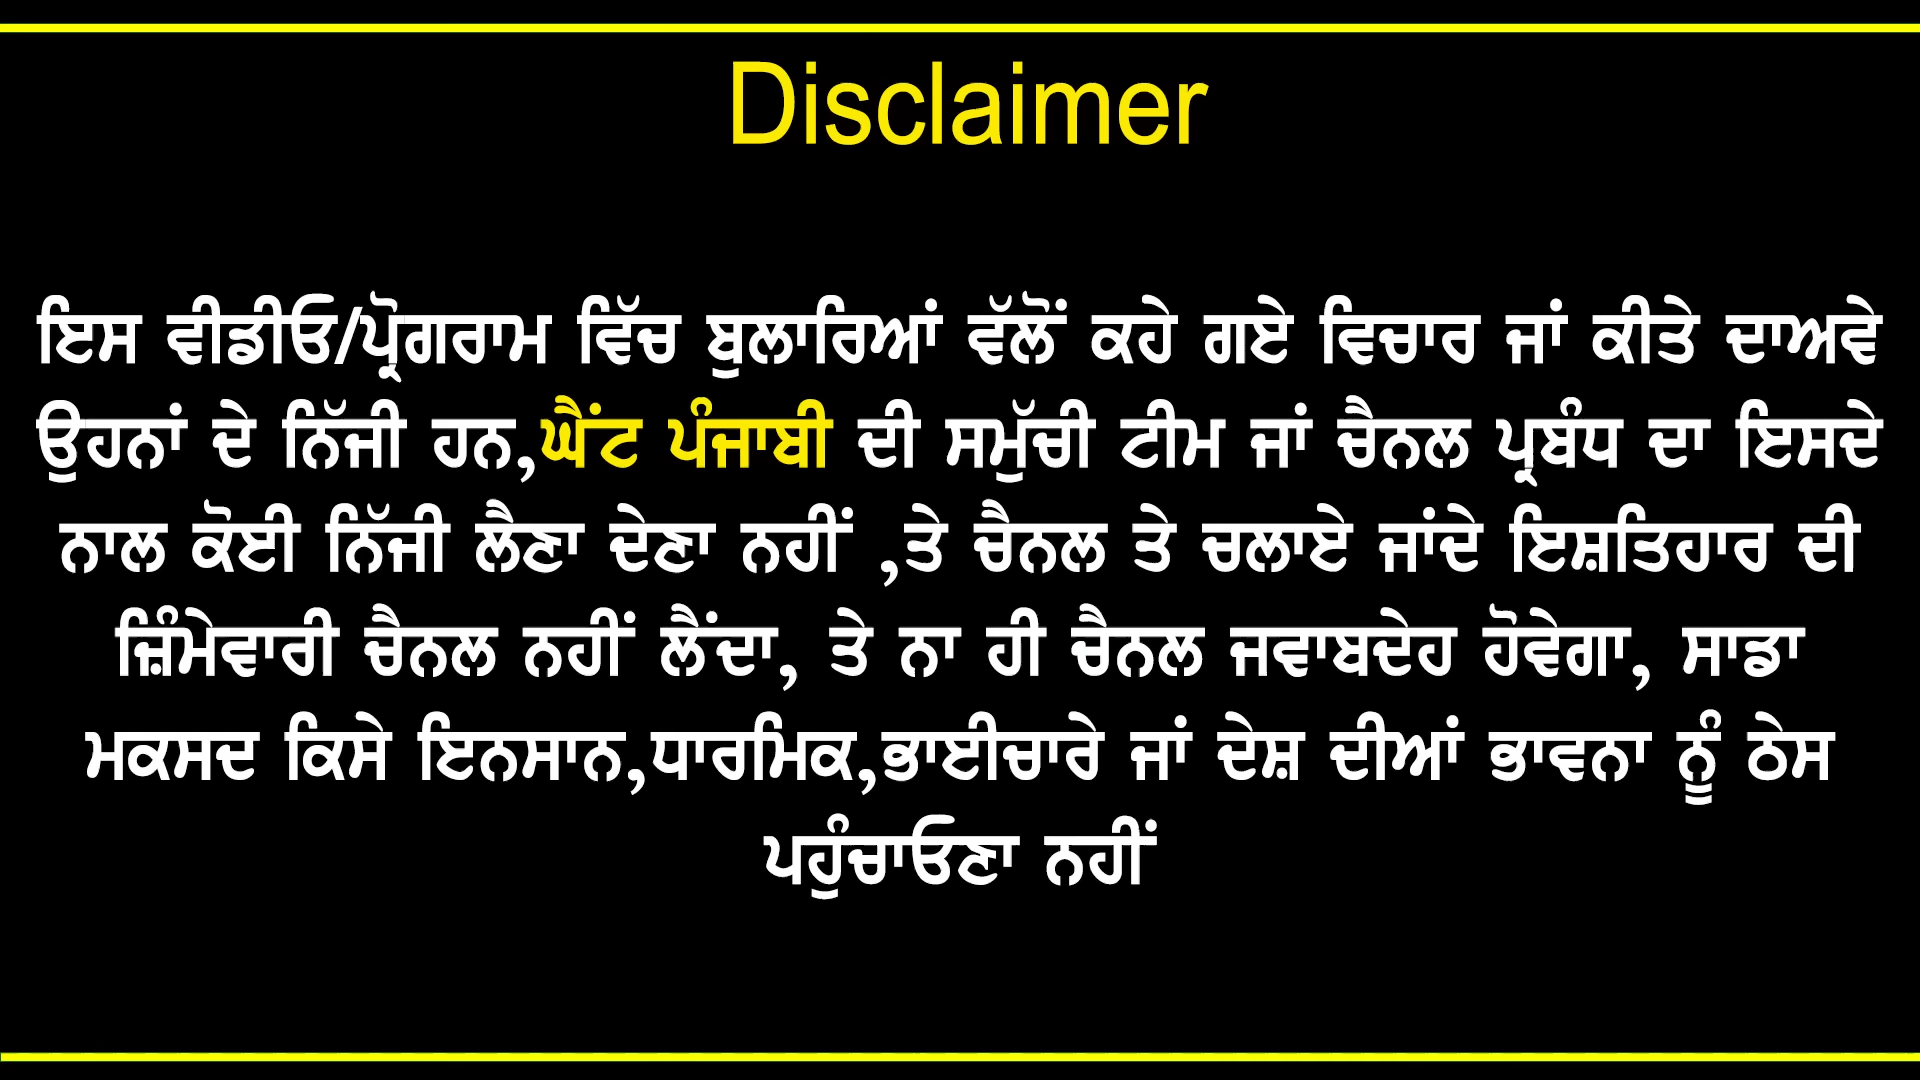 Disclaimer
ਇਸ ਵੀਡੀਓ/ਪ੍ਰੋਗਰਾਮ ਵਿੱਚ ਬੁਲਾਰਿਆਂ ਵੱਲੋਂ ਕਹੇ ਗਏ ਵਿਚਾਰ ਜਾਂ ਕੀਤੇ ਦਾਅਵੇ
ਉਹਨਾਂ ਦੇ ਨਿੱਜੀ ਹਨ,ਘੈਂਟ ਪੰਜਾਬੀ ਦੀ ਸਮੁੱਚੀ ਟੀਮ ਜਾਂ ਚੈਨਲ ਪ੍ਰਬੰਧ ਦਾ ਇਸਦੇ
ਨਾਲ ਕੋਈ ਨਿੱਜੀ ਲੈਣਾ ਦੇਣਾ ਨਹੀਂ ,ਤੇ ਚੈਨਲ ਤੇ ਚਲਾਏ ਜਾਂਦੇ ਇਸ਼ਤਿਹਾਰ ਦੀ
ਜ਼ਿੰਮੇਵਾਰੀ ਚੈਨਲ ਨਹੀਂ ਲੈਂਦਾ, ਤੇ ਨਾ ਹੀ ਚੈਨਲ ਜਵਾਬਦੇਹ ਹੋਵੇਗਾ, ਸਾਡਾ
ਮਕਸਦ ਕਿਸੇ ਇਨਸਾਨ,ਧਾਰਮਿਕ,ਭਾਈਚਾਰੇ ਜਾਂ ਦੇਸ਼ ਦੀਆਂ ਭਾਵਨਾ ਨੂੰ ਠੇਸ
ਪਹੁੰਚਾਓਣਾ ਨਹੀਂ